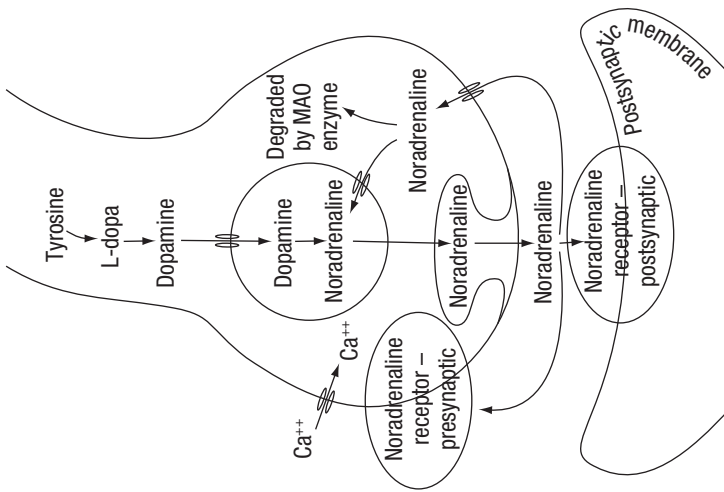 Tyrosine
L-dopa
Dopamiine
Dopamine
Noradrenaline
Degraded
by MAO
enzyme
Noradrenaline
Noradrenaline
Ca++
Ca++
Noradrenaline
receptor –
presynaptic
Noradrenaline
Noradrenaline
receptor –
postsynaptic
Postsynaptic
membrane